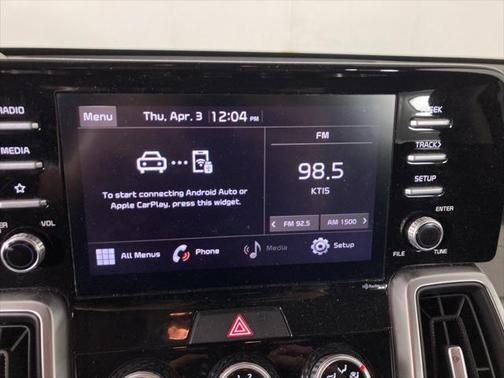 Menu Thu, Apr. 3 12:04 PM
RADIO
MEDIA
VOL
FM
98.5
KTIS
To start connecting Android Auto or
Apple CarPlay, press this widget.
< FM 92.5 AM 1500 >
All Menus Phone Media Setup
SEEK
TRACK>
SETUP
ENTER
FILE TUNE